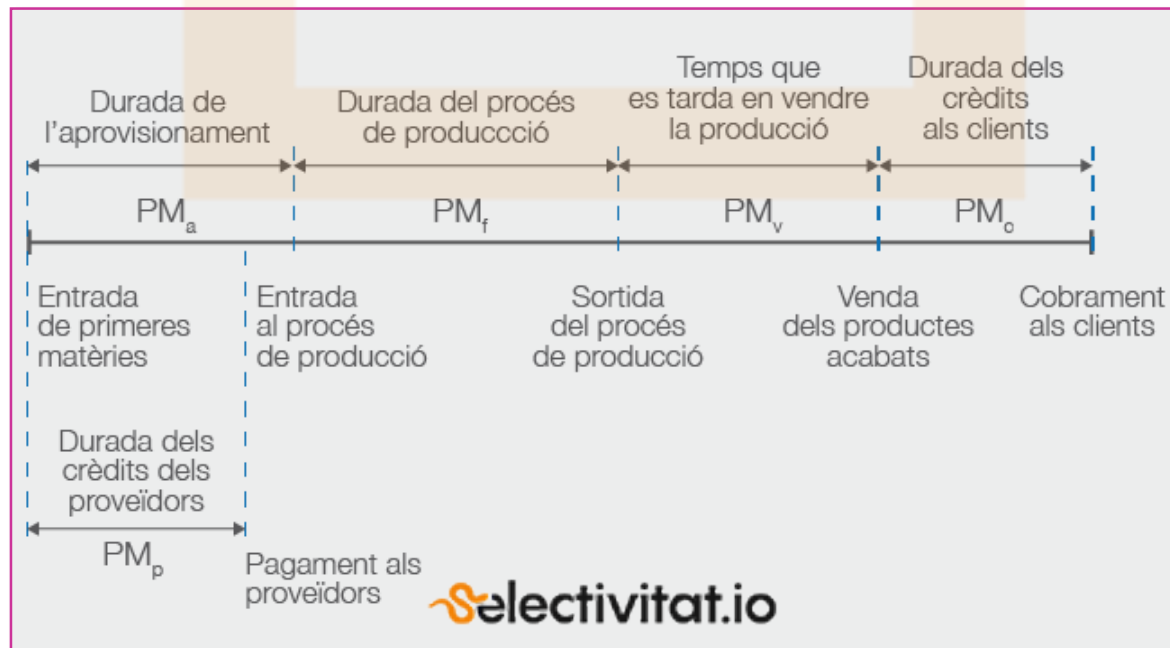 Durada de
l'aprovisionament
Durada del procés
de produccció
Temps que
es tarda en vendre
la producció
Durada dels
crèdits
als clients
PMa
PMf
PMv
PMc
Entrada
de primeres
matèries
Entrada
al procés
de producció
Sortida
del procés
de producció
Venda
dels productes
acabats
Cobrament
als clients
Durada dels
crèdits dels
proveïdors
PMp
Pagament als
proveïdors
Selectivitat.io